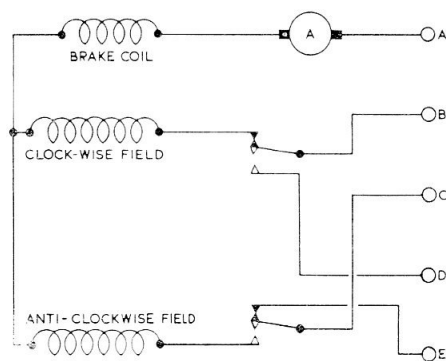 A
A
BRAKE COIL
B
CLOCK-WISE FIELD
C
D
ANTI-CLOCKWISE FIELD
E